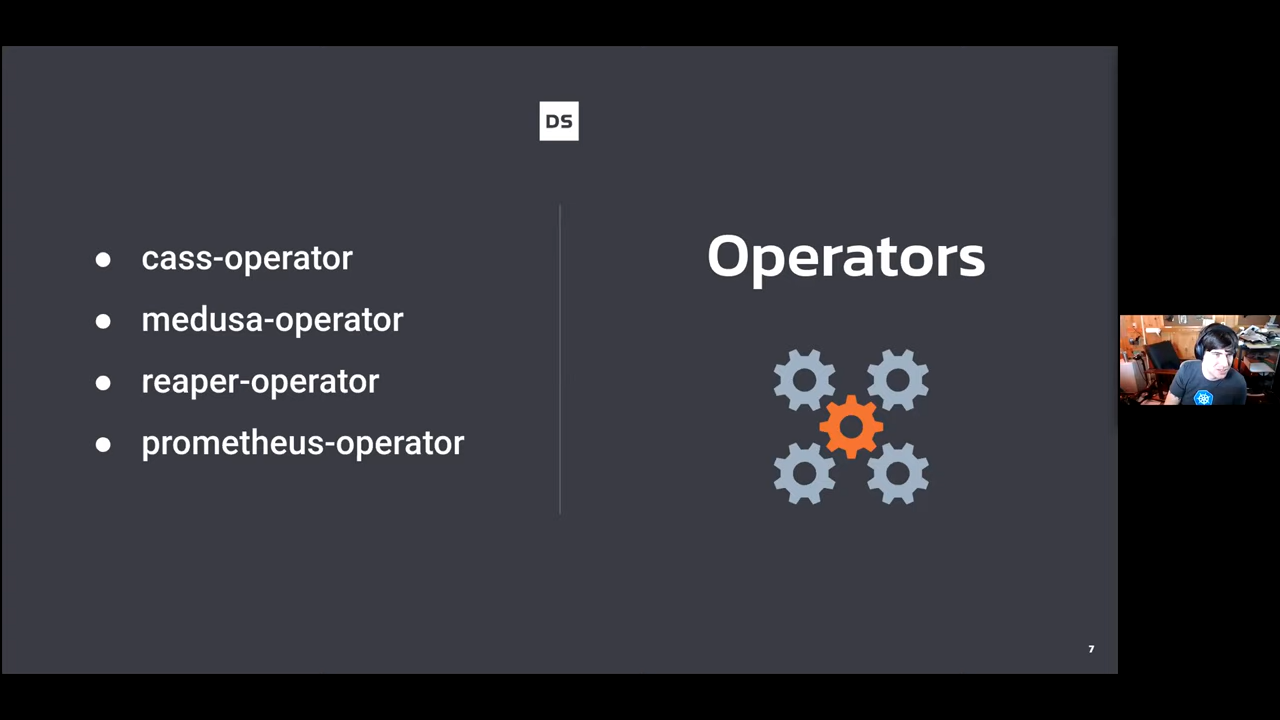 DS
● cass-operator
● medusa-operator
● reaper-operator
● prometheus-operator
Operators
7